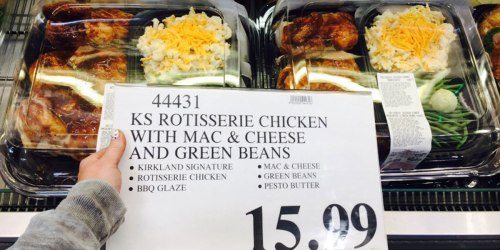 44431
KS ROTISSERIE CHICKEN
WITH MAC & CHEESE
AND GREEN BEANS
• KIRKLAND SIGNATURE
• ROTISSERIE CHICKEN
• BBQ GLAZE
• MAC & CHEESE
• GREEN BEANS
• PESTO BUTTER
15.99